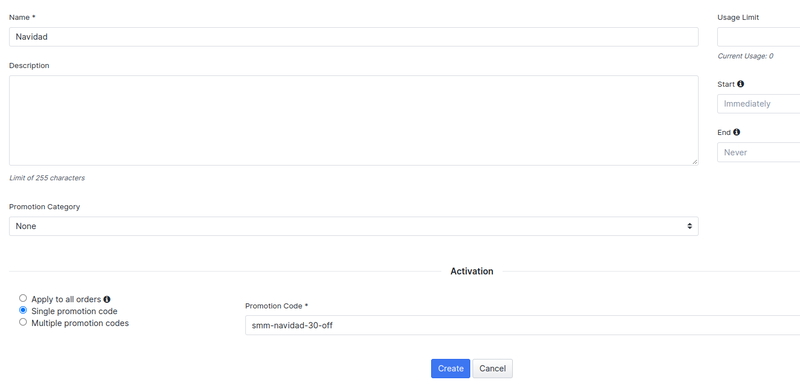 Name *
Navidad
Description
Limit of 255 characters
Promotion Category
None
Usage Limit
Current Usage: 0
Start
Immediately
End
Never
Activation
Apply to all orders
Single promotion code
Multiple promotion codes
Promotion Code *
smm-navidad-30-off
Create Cancel